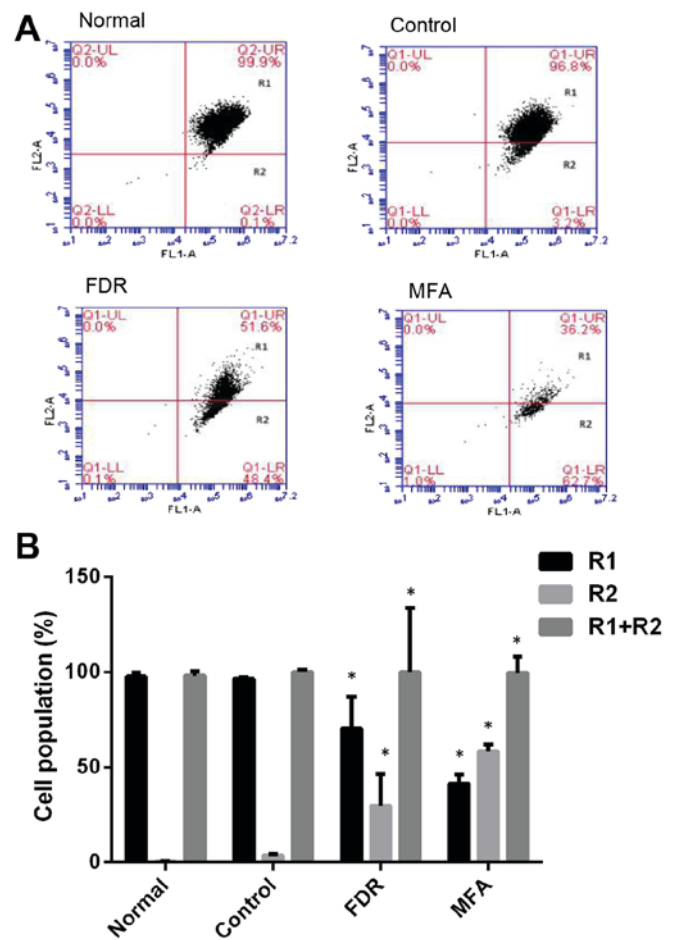 A
Normal
Q2-UL
0.0%
Q2-UR
99.9%
R1
R2
Q2-LL
0.0%
Q2-LR
0.1%
FL2-A
FL1-A
Control
Q1-UL
0.0%
Q1-UR
96.8%
R1
R2
Q1-LL
0.0%
Q1-LR
3.2%
FL2-A
FL1-A
FDR
Q1-UL
0.0%
Q1-UR
51.6%
R1
R2
Q1-LL
0.1%
Q1-LR
48.4%
FL2-A
FL1-A
MFA
Q1-UL
0.0%
Q1-UR
36.2%
R1
R2
Q1-LL
1.0%
Q1-LR
62.7%
FL2-A
FL1-A
B
R1
R2
R1+R2
Cell population (%)
150
100
50
0
* * * * * *
Normal
Control
FDR
MFA